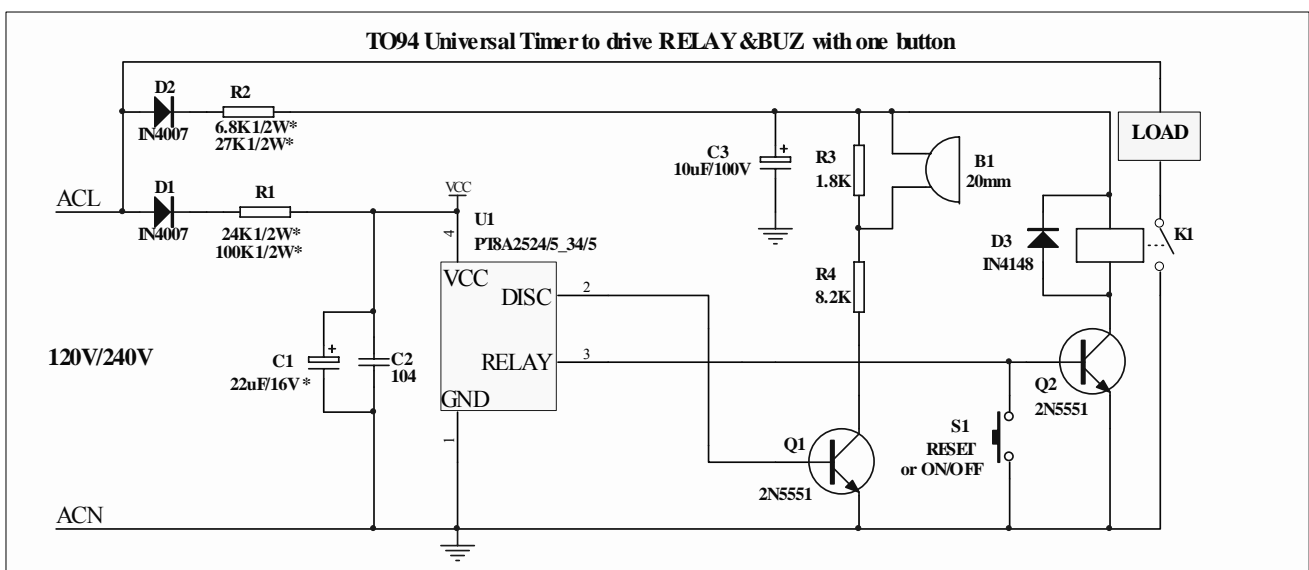 TO94 Universal Timer to drive RELAY&BUZ with one button
D2
IN4007
R2
6.8K1/2W*
27K1/2W*
ACL
D1
IN4007
R1
24K1/2W*
100K1/2W*
VCC
4
U1
PT8A2524/5_34/5
VCC
DISC
2
RELAY
3
GND
1
120V/240V
C1
+
22uF/16V *
C2
104
C3
+
10uF/100V
R3
1.8K
B1
20mm
R4
8.2K
LOAD
D3
IN4148
K1
Q2
2N5551
S1
RESET
or ON/OFF
Q1
2N5551
ACN